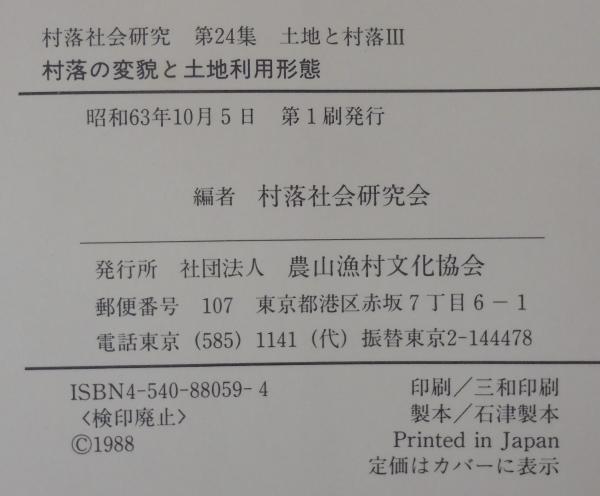 村落社会研究　第24集　土地と村落Ⅲ
村落の変貌と土地利用形態
昭和63年10月5日　第1刷発行
編者　村落社会研究会
発行所　社団法人　農山漁村文化協会
郵便番号　107　東京都港区赤坂7丁目6－1
電話東京（585）1141（代）振替東京2-144478
ISBN4-540-88059-4
〈検印廃止〉
©1988
印刷／三和印刷
製本／石津製本
Printed in Japan
定価はカバーに表示